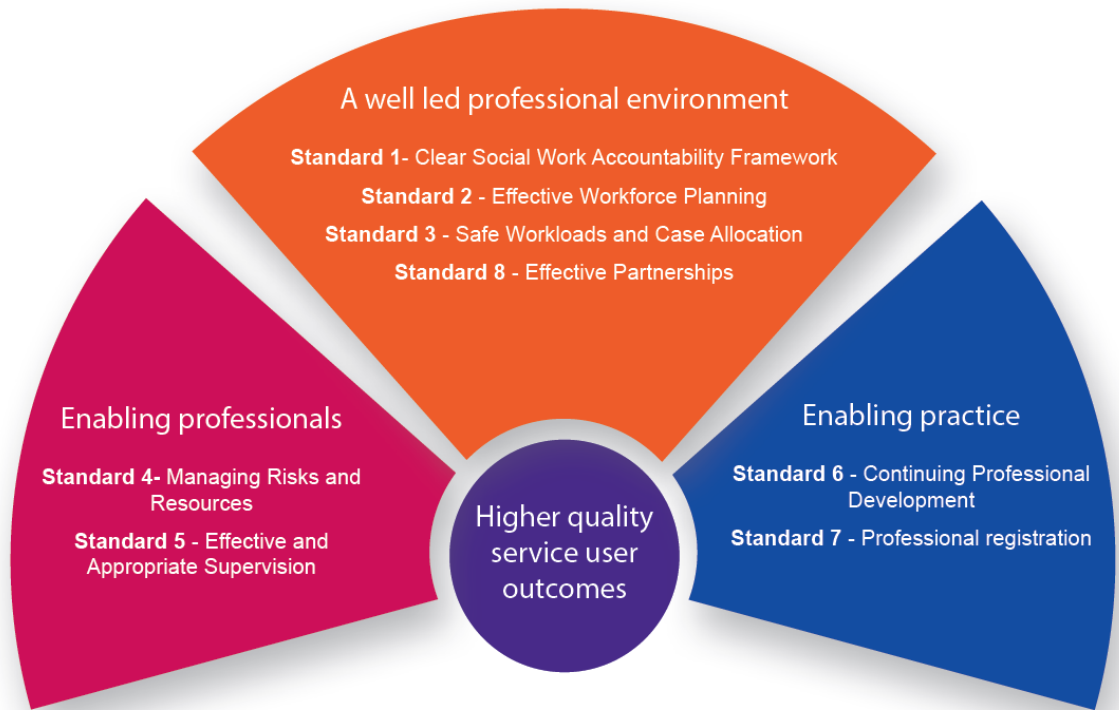 A well led professional environment
Standard 1- Clear Social Work Accountability Framework
Standard 2 - Effective Workforce Planning
Standard 3 - Safe Workloads and Case Allocation
Standard 8 - Effective Partnerships
Enabling professionals
Standard 4- Managing Risks and
Resources
Standard 5 - Effective and
Appropriate Supervision
Higher quality
service user
outcomes
Enabling practice
Standard 6 - Continuing Professional
Development
Standard 7 - Professional registration